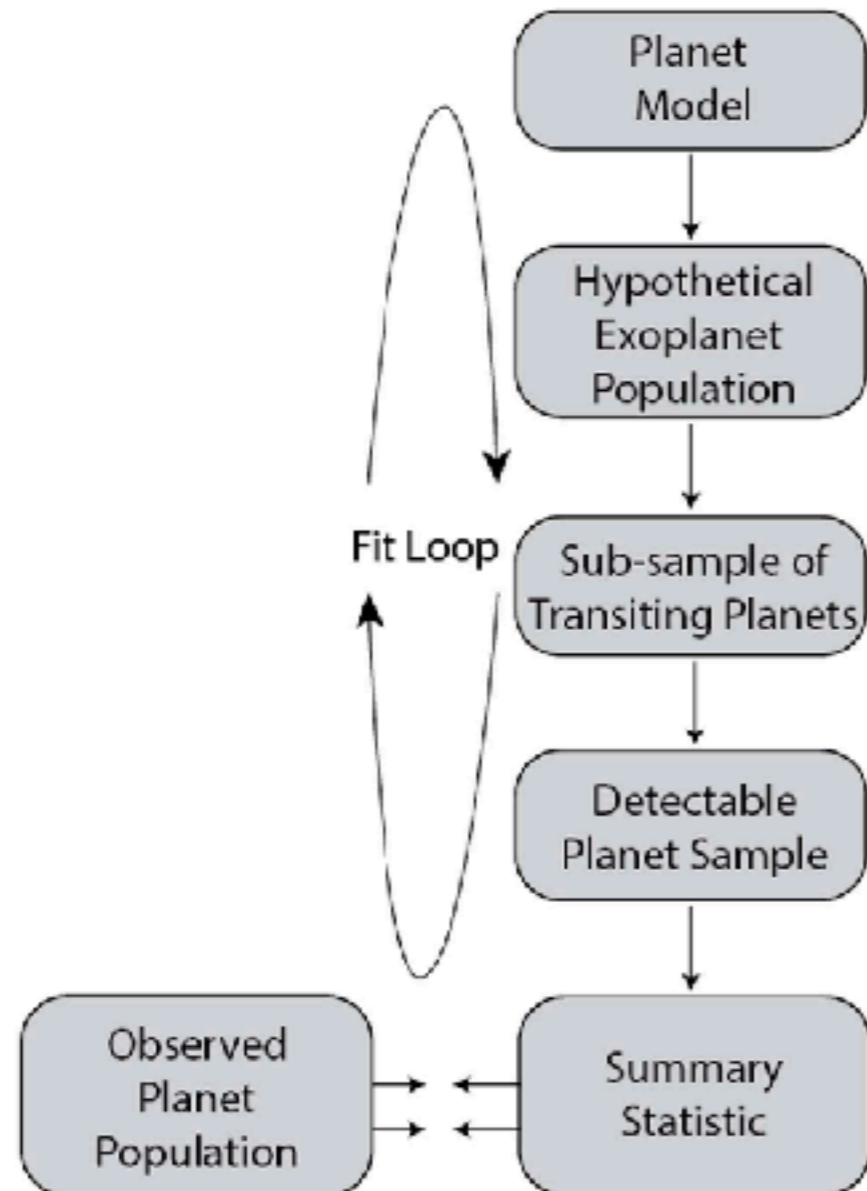 Planet
Model
Hypothetical
Exoplanet
Population
Fit Loop
Sub-sample of
Transiting Planets
Detectable
Planet Sample
Observed
Planet
Population
Summary
Statistic